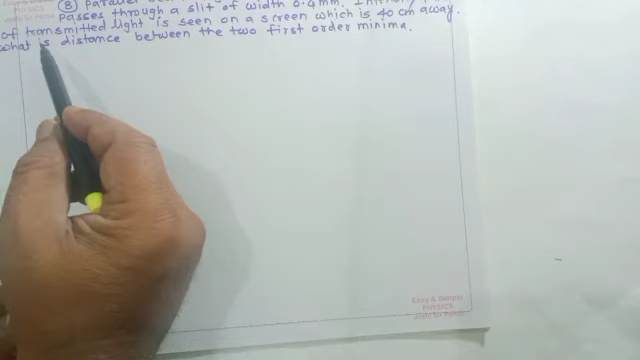 ⑧ Parallel
passes through a slit of width 0.4mm.
of transmitted light is seen on a screen which is 40 cm away.
what is distance between the two first order minima.
Easy & Simple
PHYSICS